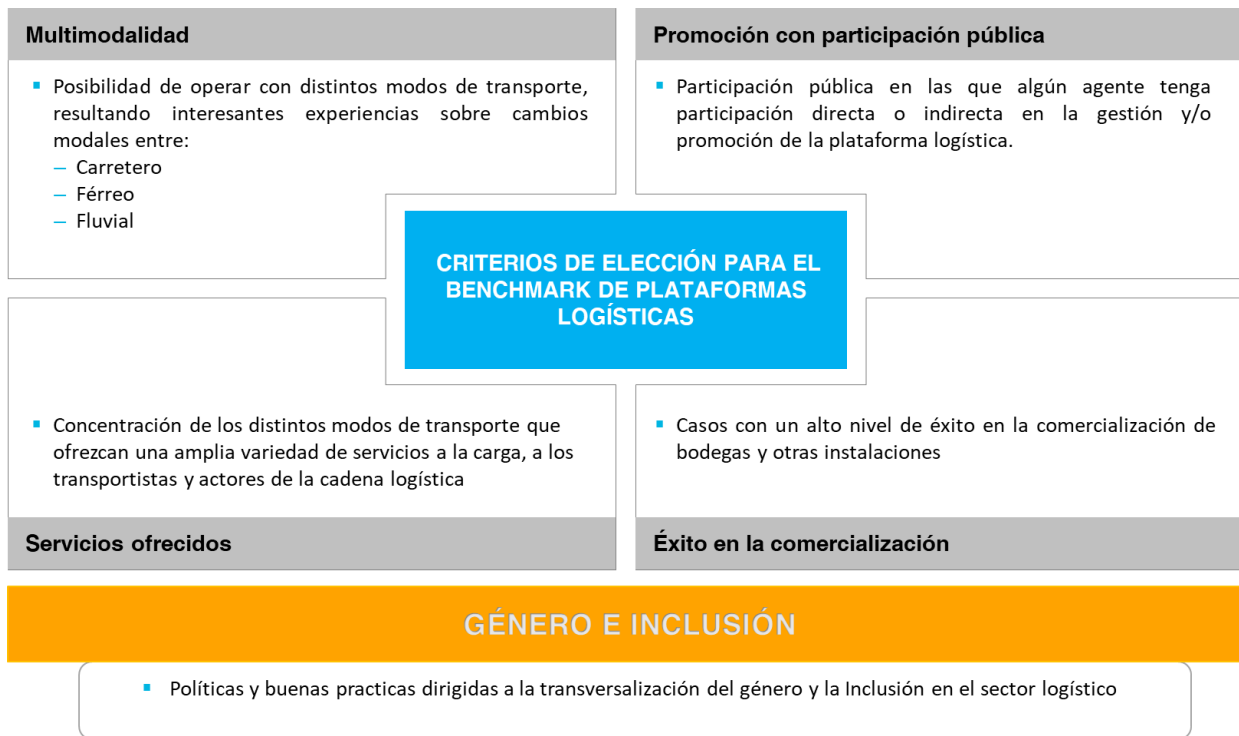 Multimodalidad
Posibilidad de operar con distintos modos de transporte,
resultando interesantes experiencias sobre cambios
modales entre:
– Carretero
– Férreo
– Fluvial
Promoción con participación pública
Participación pública en las que algún agente tenga
participación directa o indirecta en la gestión y/o
promoción de la plataforma logística.
CRITERIOS DE ELECCIÓN PARA EL
BENCHMARK DE PLATAFORMAS
LOGÍSTICAS
Concentración de los distintos modos de transporte que
ofrezcan una amplia variedad de servicios a la carga, a los
transportistas y actores de la cadena logística
Servicios ofrecidos
Casos con un alto nivel de éxito en la comercialización de
bodegas y otras instalaciones
Éxito en la comercialización
GÉNERO E INCLUSIÓN
Políticas y buenas practicas dirigidas a la transversalización del género y la Inclusión en el sector logístico